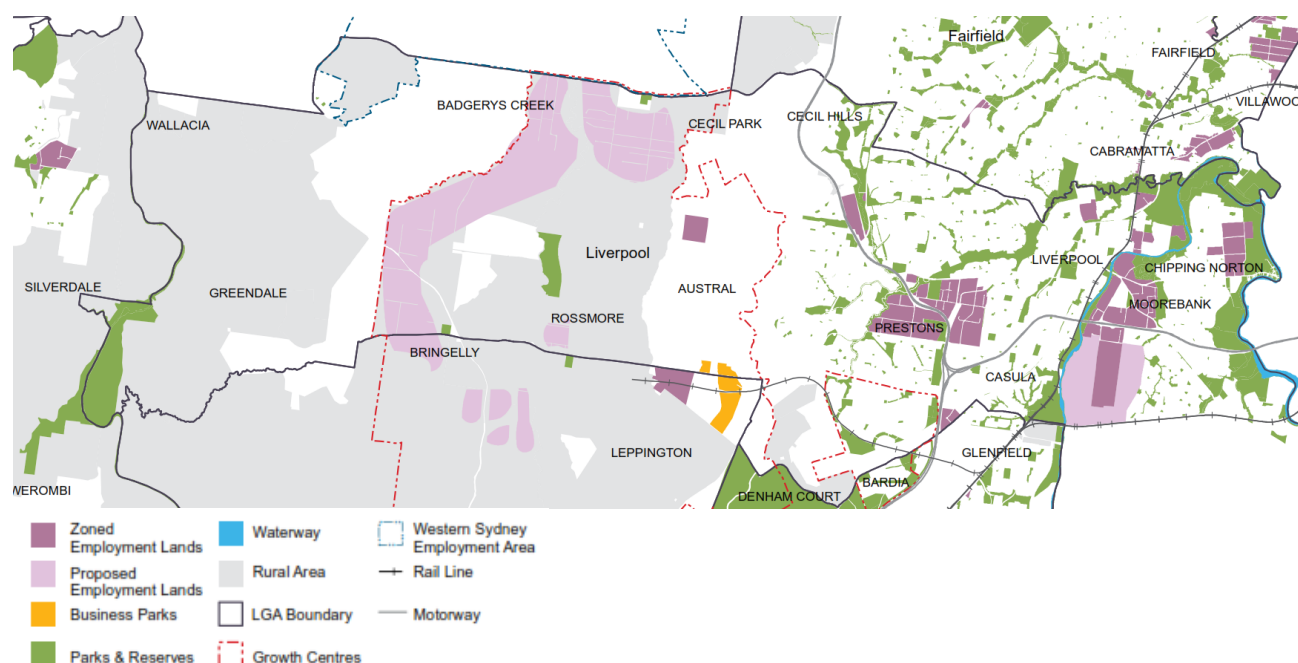 Fairfield
FAIRFIELD
VILLAWOO
BADGERYS CREEK
WALLACIA
CECIL PARK
CECIL HILLS
CABRAMATTA
Liverpool
LIVERPOOL
CHIPPING NORTON
SILVERDALE
GREENDALE
AUSTRAL
MOOREBANK
ROSSMORE
PRESTONS
BRINGELLY
CASULA
LEPPINGTON
GLENFIELD
WEROMBI
DENHAM COURT
BARDIA
Zoned
Employment Lands
Proposed
Employment Lands
Business Parks
Parks & Reserves
Waterway
Rural Area
LGA Boundary
Growth Centres
Western Sydney
Employment Area
Rail Line
Motorway